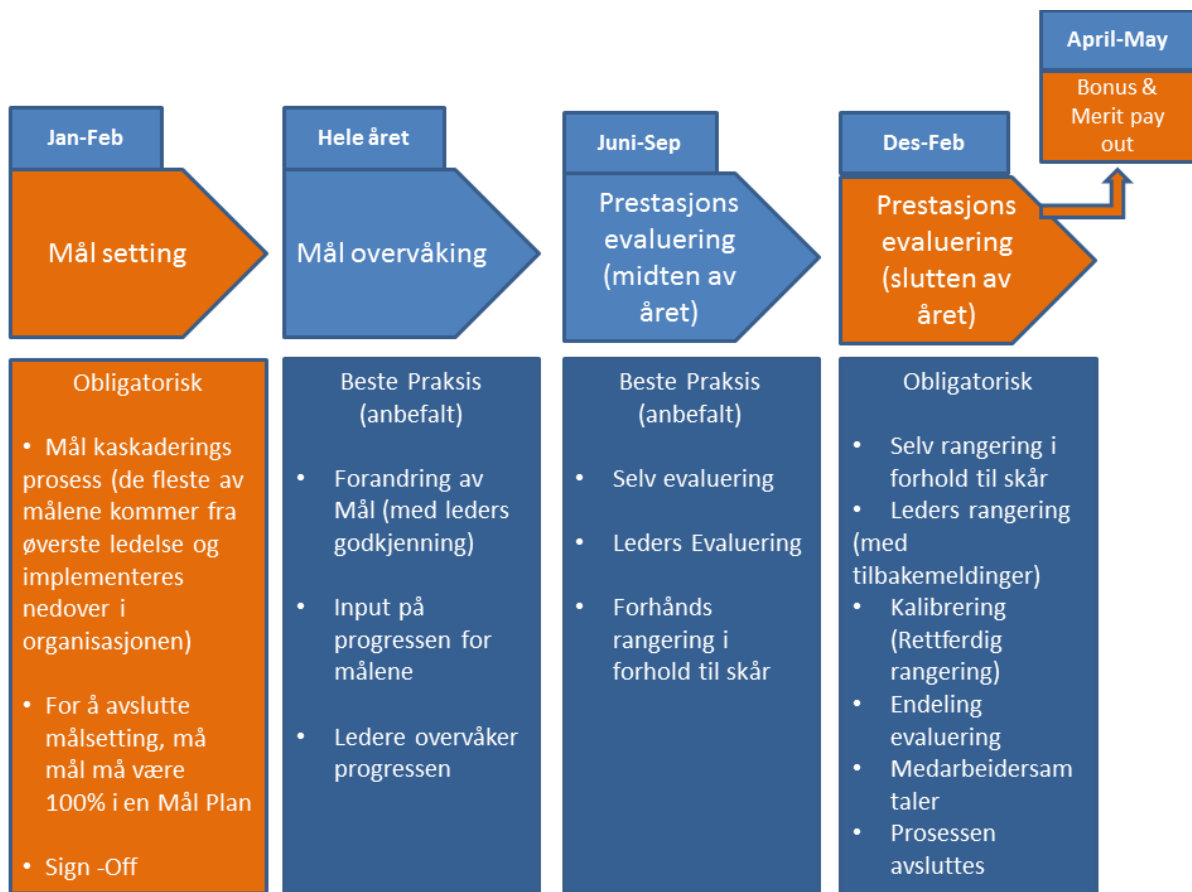 April-May
Bonus &
Merit pay
out
Jan-Feb
Mål setting
Hele året
Mål overvåking
Juni-Sep
Prestasjons
evaluering
(midten av
året)
Des-Feb
Prestasjons
evaluering
(slutten av
året)
Obligatorisk
• Mål kaskaderings
prosess (de fleste av
målene kommer fra
øverste ledelse og
implementeres
nedover i
organisasjonen)
• For å avslutte
målsetting, må
mål må være
100% i en Mål Plan
• Sign -Off
Beste Praksis
(anbefalt)
• Forandring av
Mål (med leders
godkjenning)
• Input på
progressen for
målene
• Ledere overvåker
progressen
Beste Praksis
(anbefalt)
• Selv evaluering
• Leders Evaluering
• Forhånds
rangering i
forhold til skår
Obligatorisk
• Selv rangering i
forhold til skår
• Leders rangering
(med
tilbakemeldinger)
• Kalibrering
(Rettferdig
rangering)
• Endeling
evaluering
• Medarbeidersam
taler
• Prosessen
avsluttes